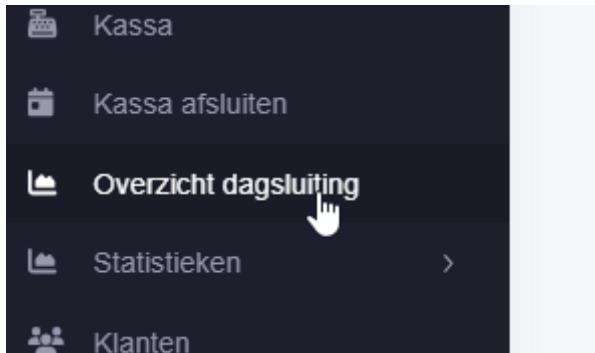 Kassa
Kassa afsluiten
Overzicht dagsluiting
Statistieken
Klanten